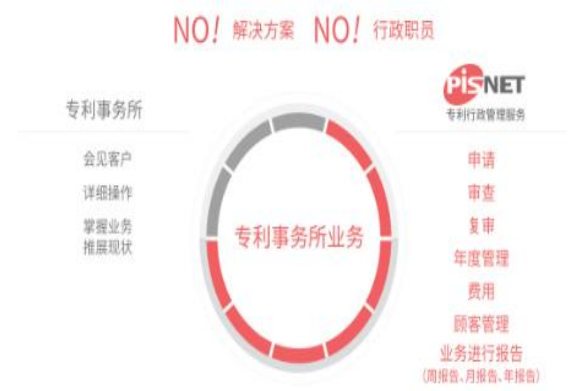 NO! 解决方案 NO! 行政职员
专利事务所
会见客户
详细操作
掌握业务
推展现状
专利事务所业务
PISNET
专利行政管理服务
申请
审查
复审
年度管理
费用
顾客管理
业务进行报告
(周报告、月报告、年报告)